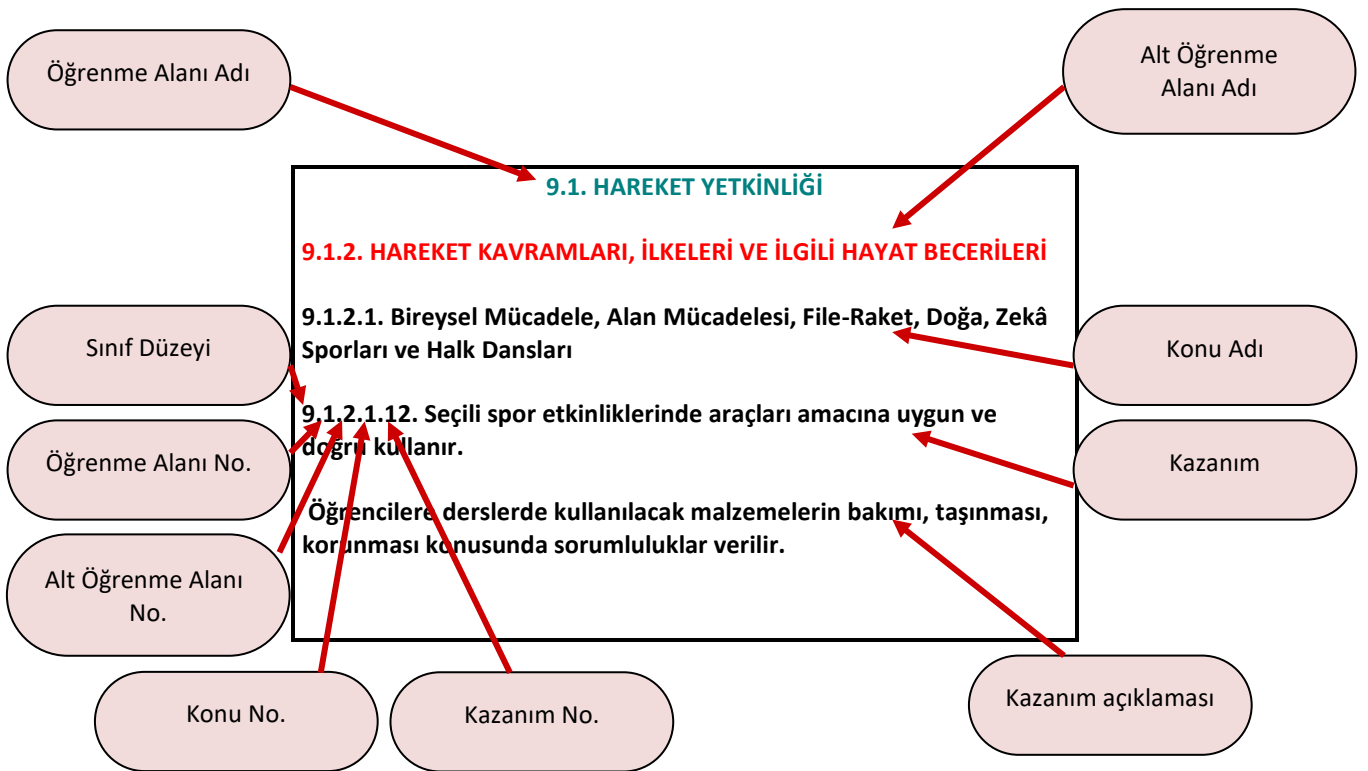 Öğrenme Alanı Adı
Alt Öğrenme
Alanı Adı
9.1. HAREKET YETKİNLİĞİ
9.1.2. HAREKET KAVRAMLARI, İLKELERİ VE İLGİLİ HAYAT BECERİLERİ
9.1.2.1. Bireysel Mücadele, Alan Mücadelesi, File-Raket, Doğa, Zekâ
Sporları ve Halk Dansları
Sınıf Düzeyi
Konu Adı
9.1.2.1.12. Seçili spor etkinliklerinde araçları amacına uygun ve
doğru kullanır.
Öğrenme Alanı No.
Kazanım
Öğrencilere derslerde kullanılacak malzemelerin bakımı, taşınması,
korunması konusunda sorumluluklar verilir.
Alt Öğrenme Alanı
No.
Konu No.
Kazanım No.
Kazanım açıklaması